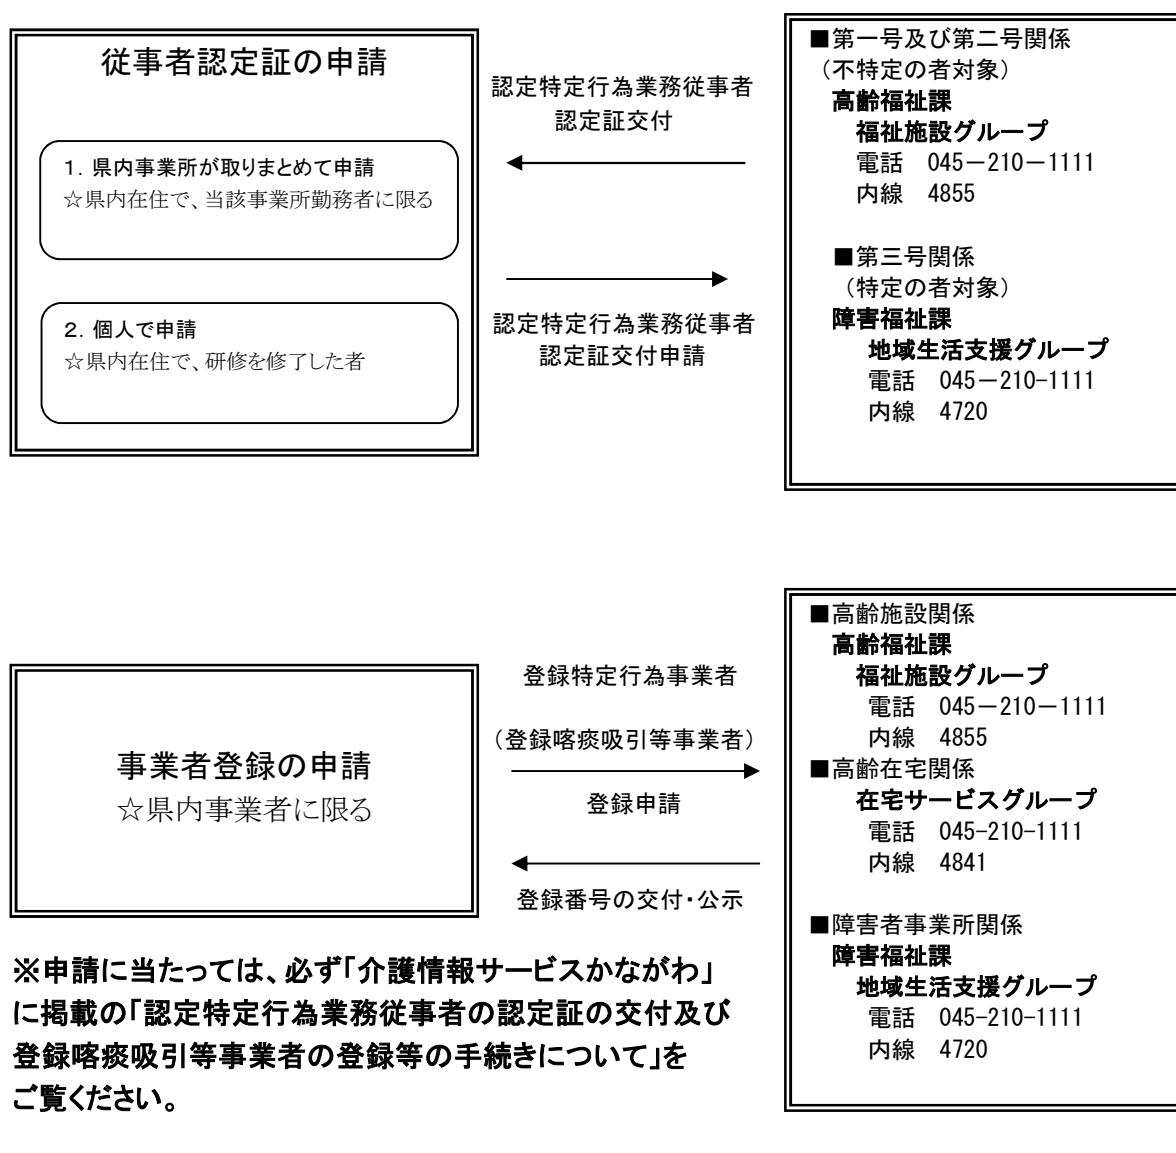 従事者認定証の申請
1．県内事業所が取りまとめて申請
☆県内在住で、当該事業所勤務者に限る
2．個人で申請
☆県内在住で、研修を修了した者
認定特定行為業務従事者
認定証交付
認定特定行為業務従事者
認定証交付申請
■第一号及び第二号関係
（不特定の者対象）
高齢福祉課
福祉施設グループ
電話　045－210－1111
内線　4855
■第三号関係
（特定の者対象）
障害福祉課
地域生活支援グループ
電話　045－210-1111
内線　4720
事業者登録の申請
☆県内事業者に限る
登録特定行為事業者
（登録喀痰吸引等事業者）
登録申請
登録番号の交付・公示
■高齢施設関係
高齢福祉課
福祉施設グループ
電話　045－210－1111
内線　4855
■高齢在宅関係
在宅サービスグループ
電話　045-210-1111
内線　4841
■障害者事業所関係
障害福祉課
地域生活支援グループ
電話　045-210-1111
内線　4720
※申請に当たっては、必ず「介護情報サービスかながわ」
に掲載の「認定特定行為業務従事者の認定証の交付及び
登録喀痰吸引等事業者の登録等の手続きについて」を
ご覧ください。